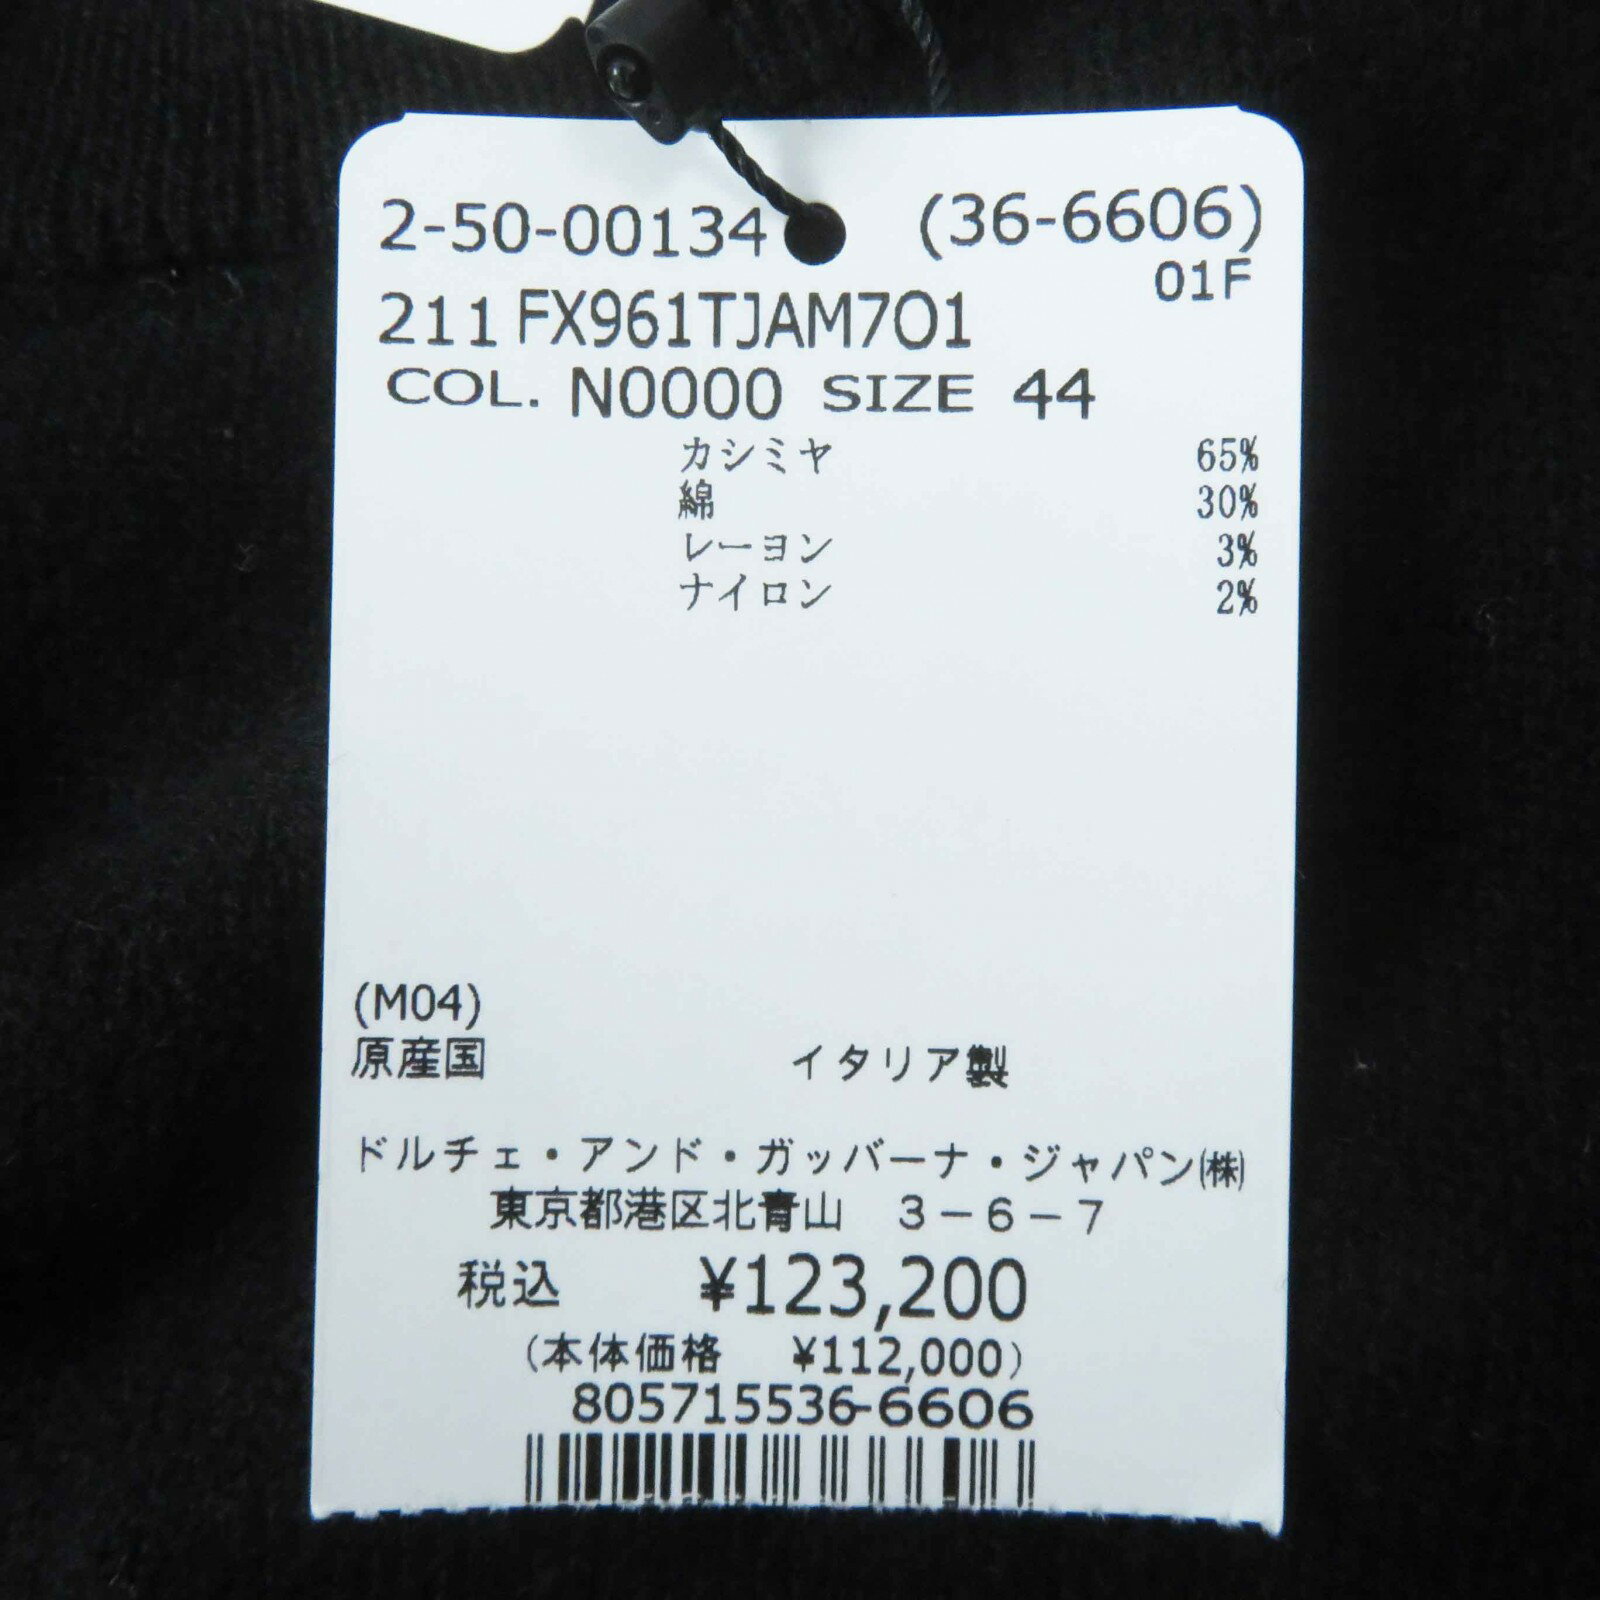 2-50-00134 (36-6606)
01F
211 FX961TJAM7O1
COL. N0000 SIZE 44
カシミヤ 65%
綿 30%
レーヨン 3%
ナイロン 2%
(M04)
原産国 イタリア製
ドルチェ・アンド・ガッバーナ・ジャパン㈱
東京都港区北青山 3-6-7
税込 ¥123,200
(本体価格 ¥112,000)
805715536-6606